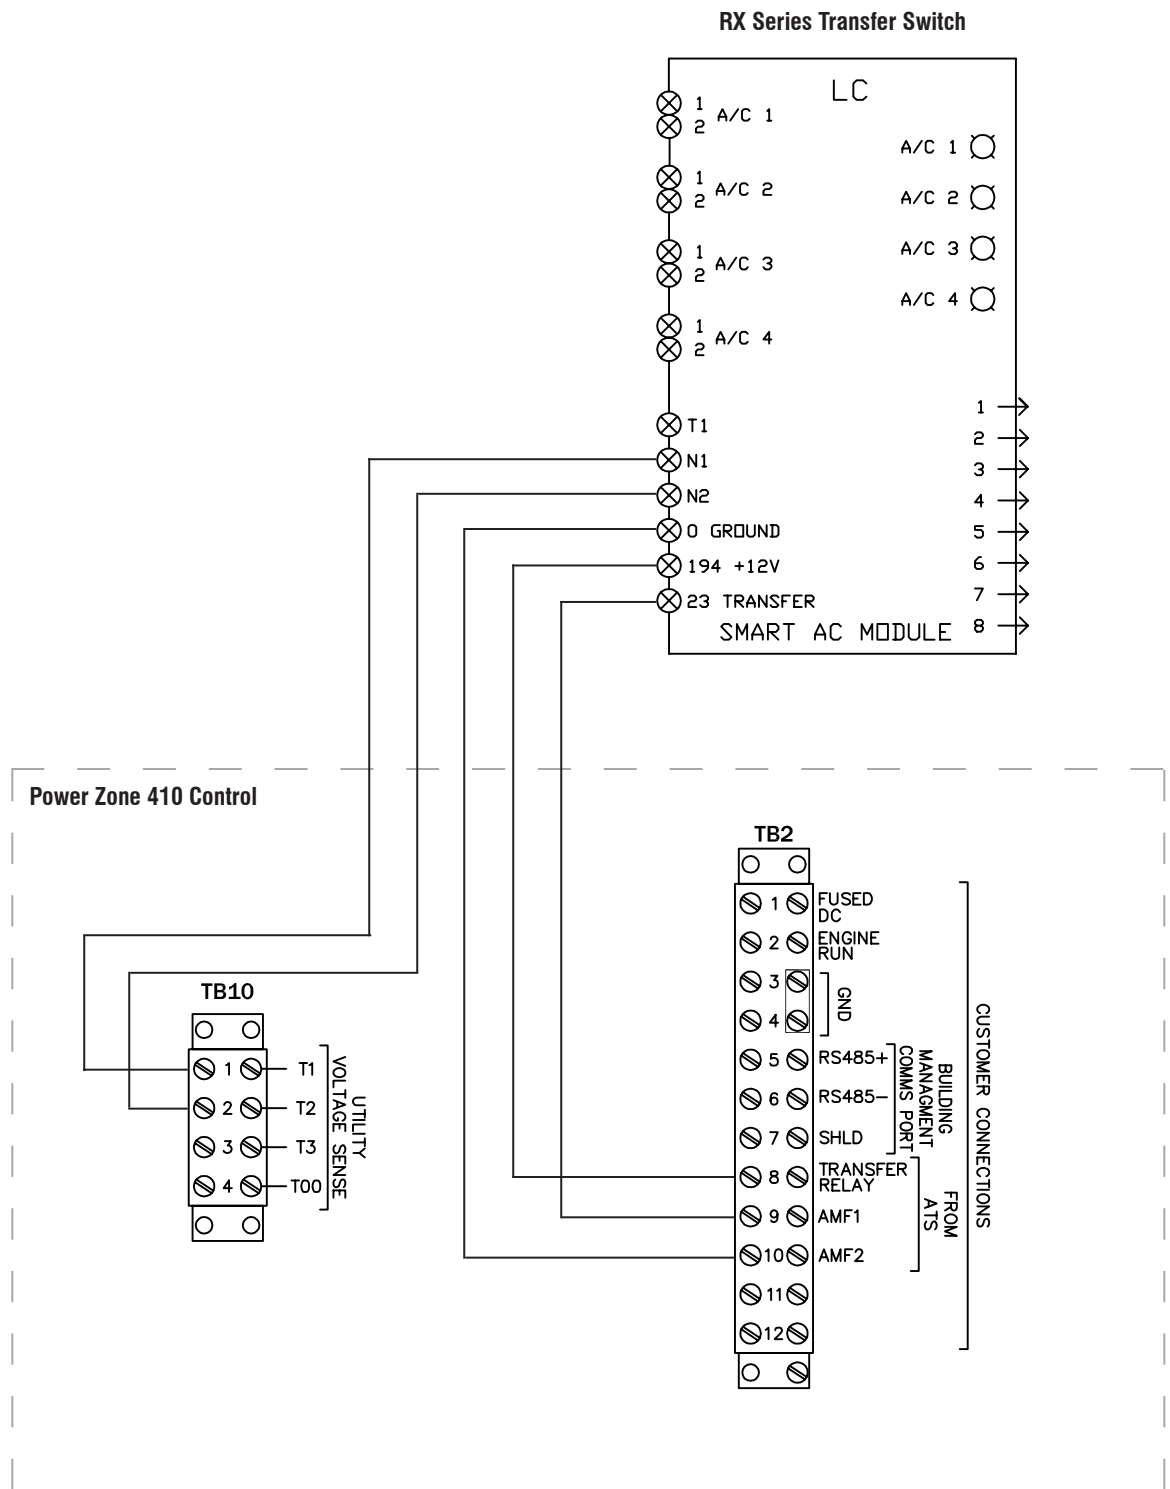 RX Series Transfer Switch
LC
1
2
A/C 1
1
2
A/C 2
1
2
A/C 3
1
2
A/C 4
A/C 1
A/C 2
A/C 3
A/C 4
T1
N1
N2
0 GROUND
194 +12V
23 TRANSFER
1
2
3
4
5
6
7
8
SMART AC MODULE
Power Zone 410 Control
TB10
1 T1
2 T2
3 T3
4 T00
UTILITY
VOLTAGE SENSE
TB2
1 FUSED
DC
2 ENGINE
RUN
3
4
GND
5 RS485+
6 RS485-
7 SHLD
BUILDING
MANAGMENT
COMMS PORT
8 TRANSFER
RELAY
9 AMF1
10 AMF2
FROM
ATS
11
12
CUSTOMER CONNECTIONS